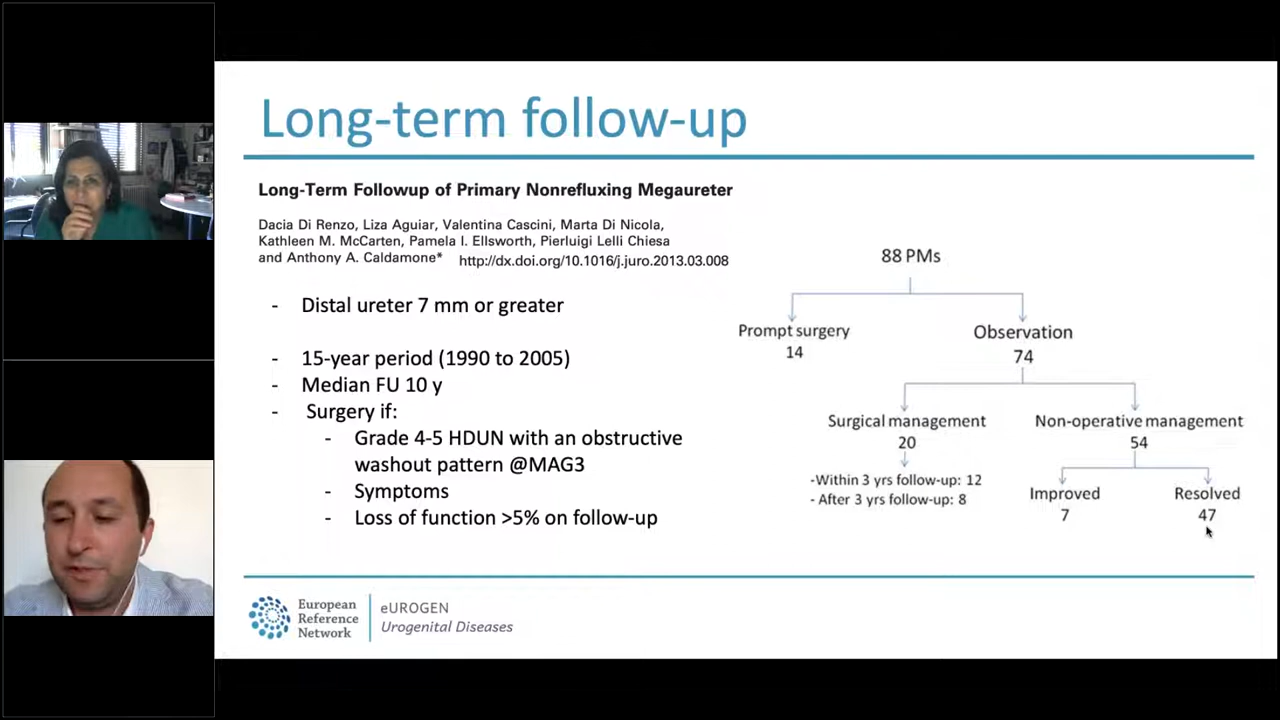 Long-term follow-up
Long-Term Followup of Primary Nonrefluxing Megaureter
Dacia Di Renzo, Liza Aguiar, Valentina Cascini, Marta Di Nicola,
Kathleen M. McCarten, Pamela I. Ellsworth, Pierluigi Lelli Chiesa
and Anthony A. Caldamone* http://dx.doi.org/10.1016/j.juro.2013.03.008
- Distal ureter 7 mm or greater
- 15-year period (1990 to 2005)
- Median FU 10 y
- Surgery if:
- Grade 4-5 HDUN with an obstructive
washout pattern @MAG3
- Symptoms
- Loss of function >5% on follow-up
88 PMs
Prompt surgery
14
Observation
74
Surgical management
20
-Within 3 yrs follow-up: 12
- After 3 yrs follow-up: 8
Non-operative management
54
Improved
7
Resolved
47
European
Reference
Network
eUROGEN
Urogenital Diseases